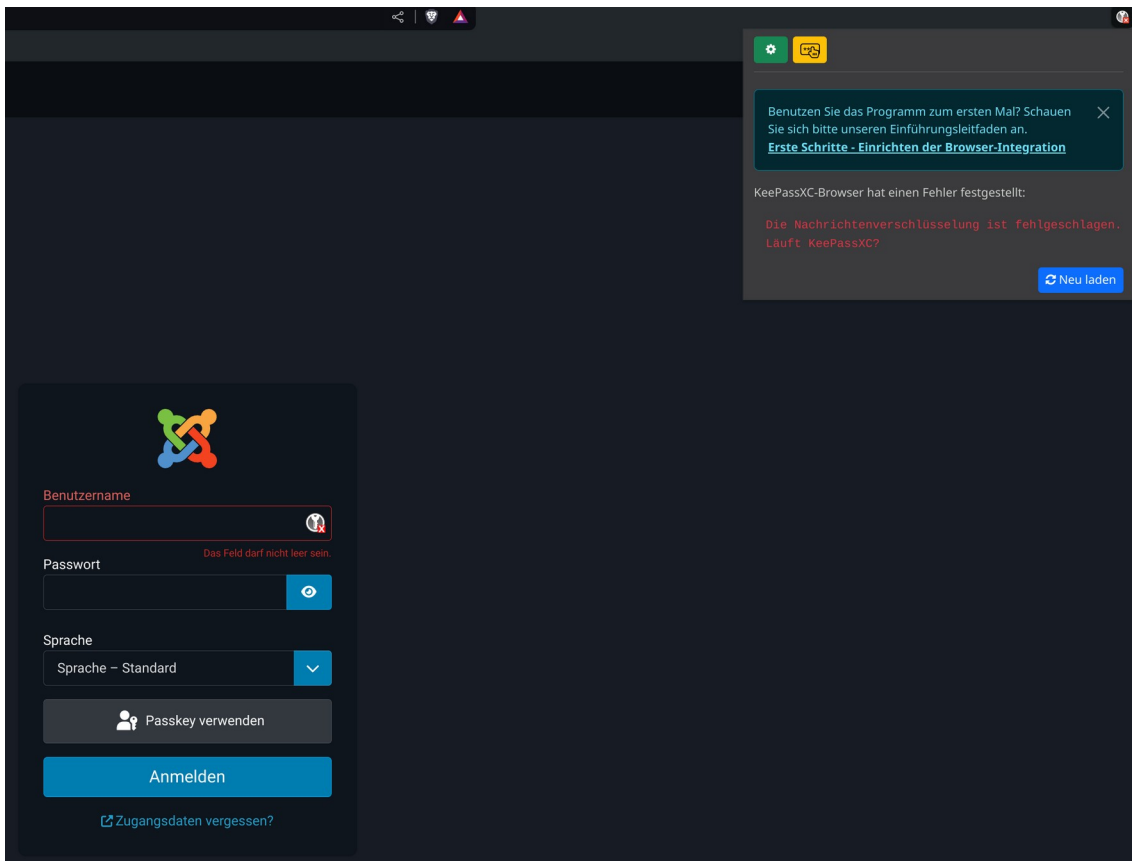 Benutzen Sie das Programm zum ersten Mal? Schauen
Sie sich bitte unseren Einführungsleitfaden an.
Erste Schritte - Einrichten der Browser-Integration
KeePassXC-Browser hat einen Fehler festgestellt:
Die Nachrichtenverschlüsselung ist fehlgeschlagen.
Läuft KeePassXC?
Neu laden
Benutzername
Das Feld darf nicht leer sein.
Passwort
Sprache
Sprache – Standard
Passkey verwenden
Anmelden
Zugangsdaten vergessen?